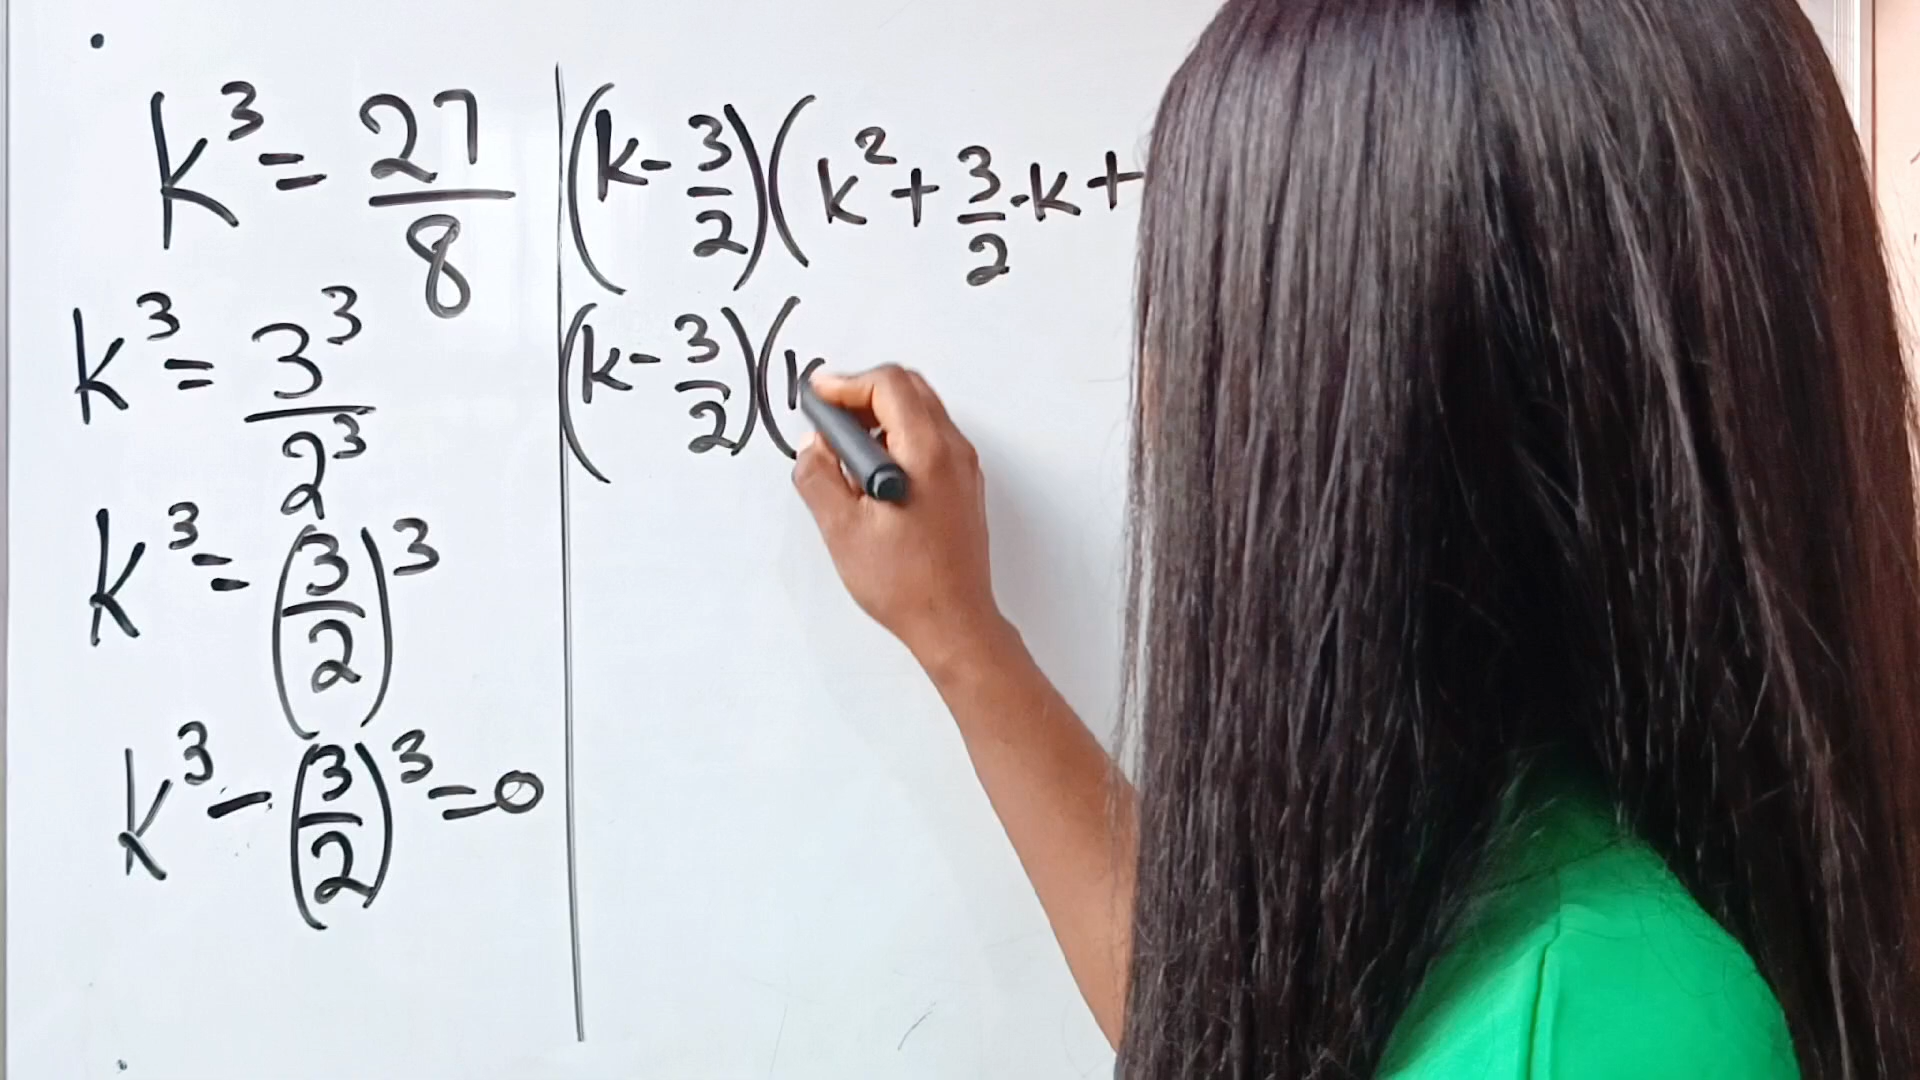 k³ = 27/8
k³ = 3³/2³
k³ = (3/2)³
k³ - (3/2)³ = 0
(k - 3/2)(k² + 3/2 · k +
(k - 3/2)(k